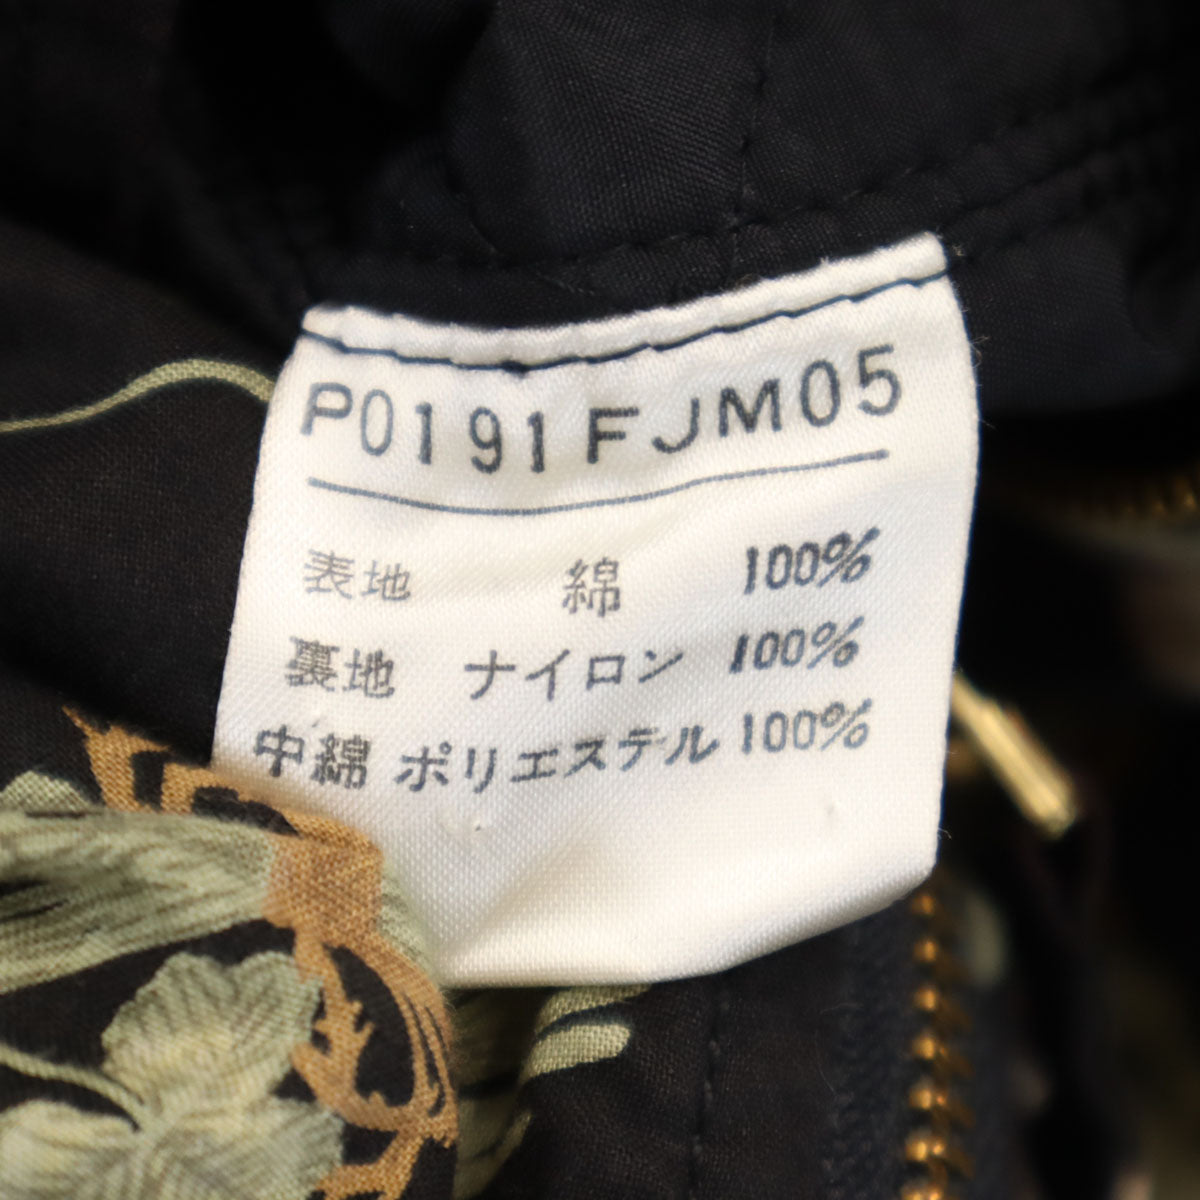 P0191FJM05
表地 綿 100%
裏地 ナイロン 100%
中綿 ポリエステル 100%